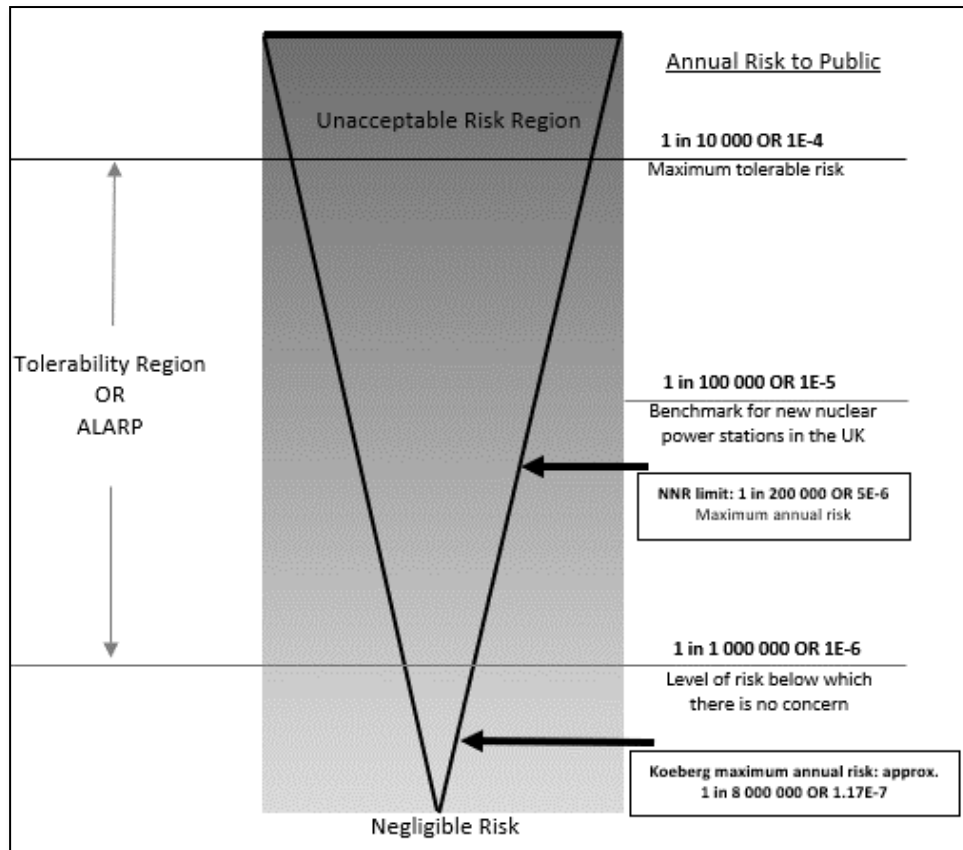 Annual Risk to Public
Unacceptable Risk Region
1 in 10 000 OR 1E-4
Maximum tolerable risk
Tolerability Region
OR
ALARP
1 in 100 000 OR 1E-5
Benchmark for new nuclear
power stations in the UK
NNR limit: 1 in 200 000 OR 5E-6
Maximum annual risk
1 in 1 000 000 OR 1E-6
Level of risk below which
there is no concern
Koeberg maximum annual risk: approx.
1 in 8 000 000 OR 1.17E-7
Negligible Risk